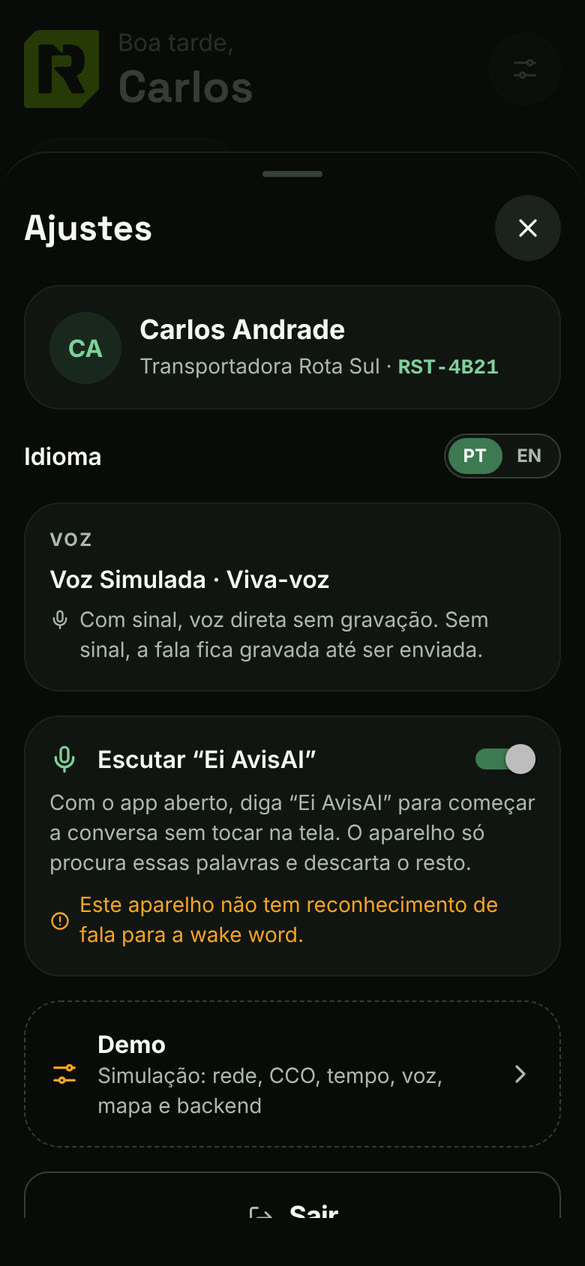 Boa tarde,
Carlos
Ajustes
CA
Carlos Andrade
Transportadora Rota Sul · RST-4B21
Idioma
PT
EN
VOZ
Voz Simulada · Viva-voz
Com sinal, voz direta sem gravação. Sem
sinal, a fala fica gravada até ser enviada.
Escutar “Ei AvisAI”
Com o app aberto, diga “Ei AvisAI” para começar
a conversa sem tocar na tela. O aparelho só
procura essas palavras e descarta o resto.
Este aparelho não tem reconhecimento de
fala para a wake word.
Demo
Simulação: rede, CCO, tempo, voz,
mapa e backend
Sair